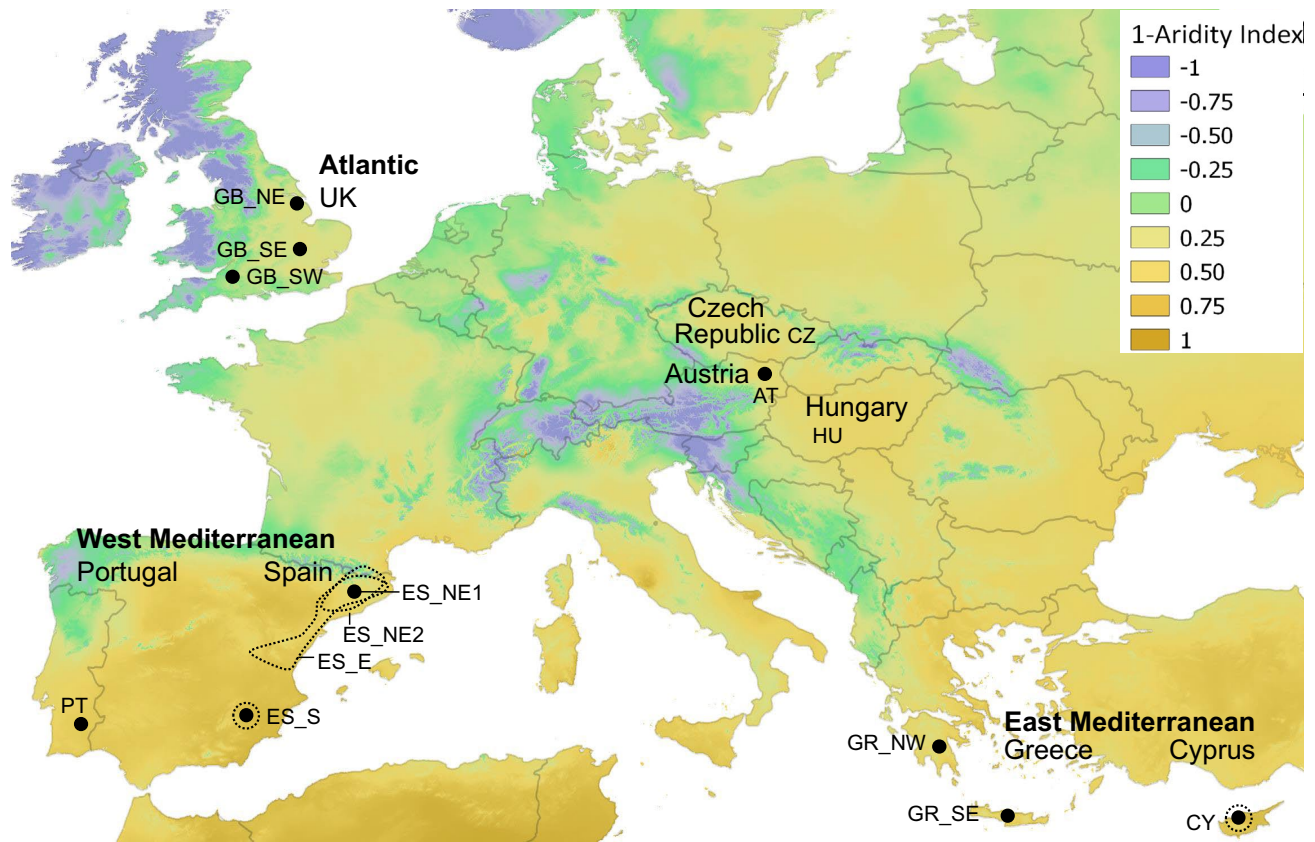 1-Aridity Index
-1
-0.75
-0.50
-0.25
0
0.25
0.50
0.75
1
Atlantic
UK
GB_NE
GB_SE
GB_SW
Czech
Republic CZ
Austria
AT
Hungary
HU
West Mediterranean
Portugal Spain
ES_NE1
ES_NE2
ES_E
PT
ES_S
East Mediterranean
Greece Cyprus
GR_NW
GR_SE
CY